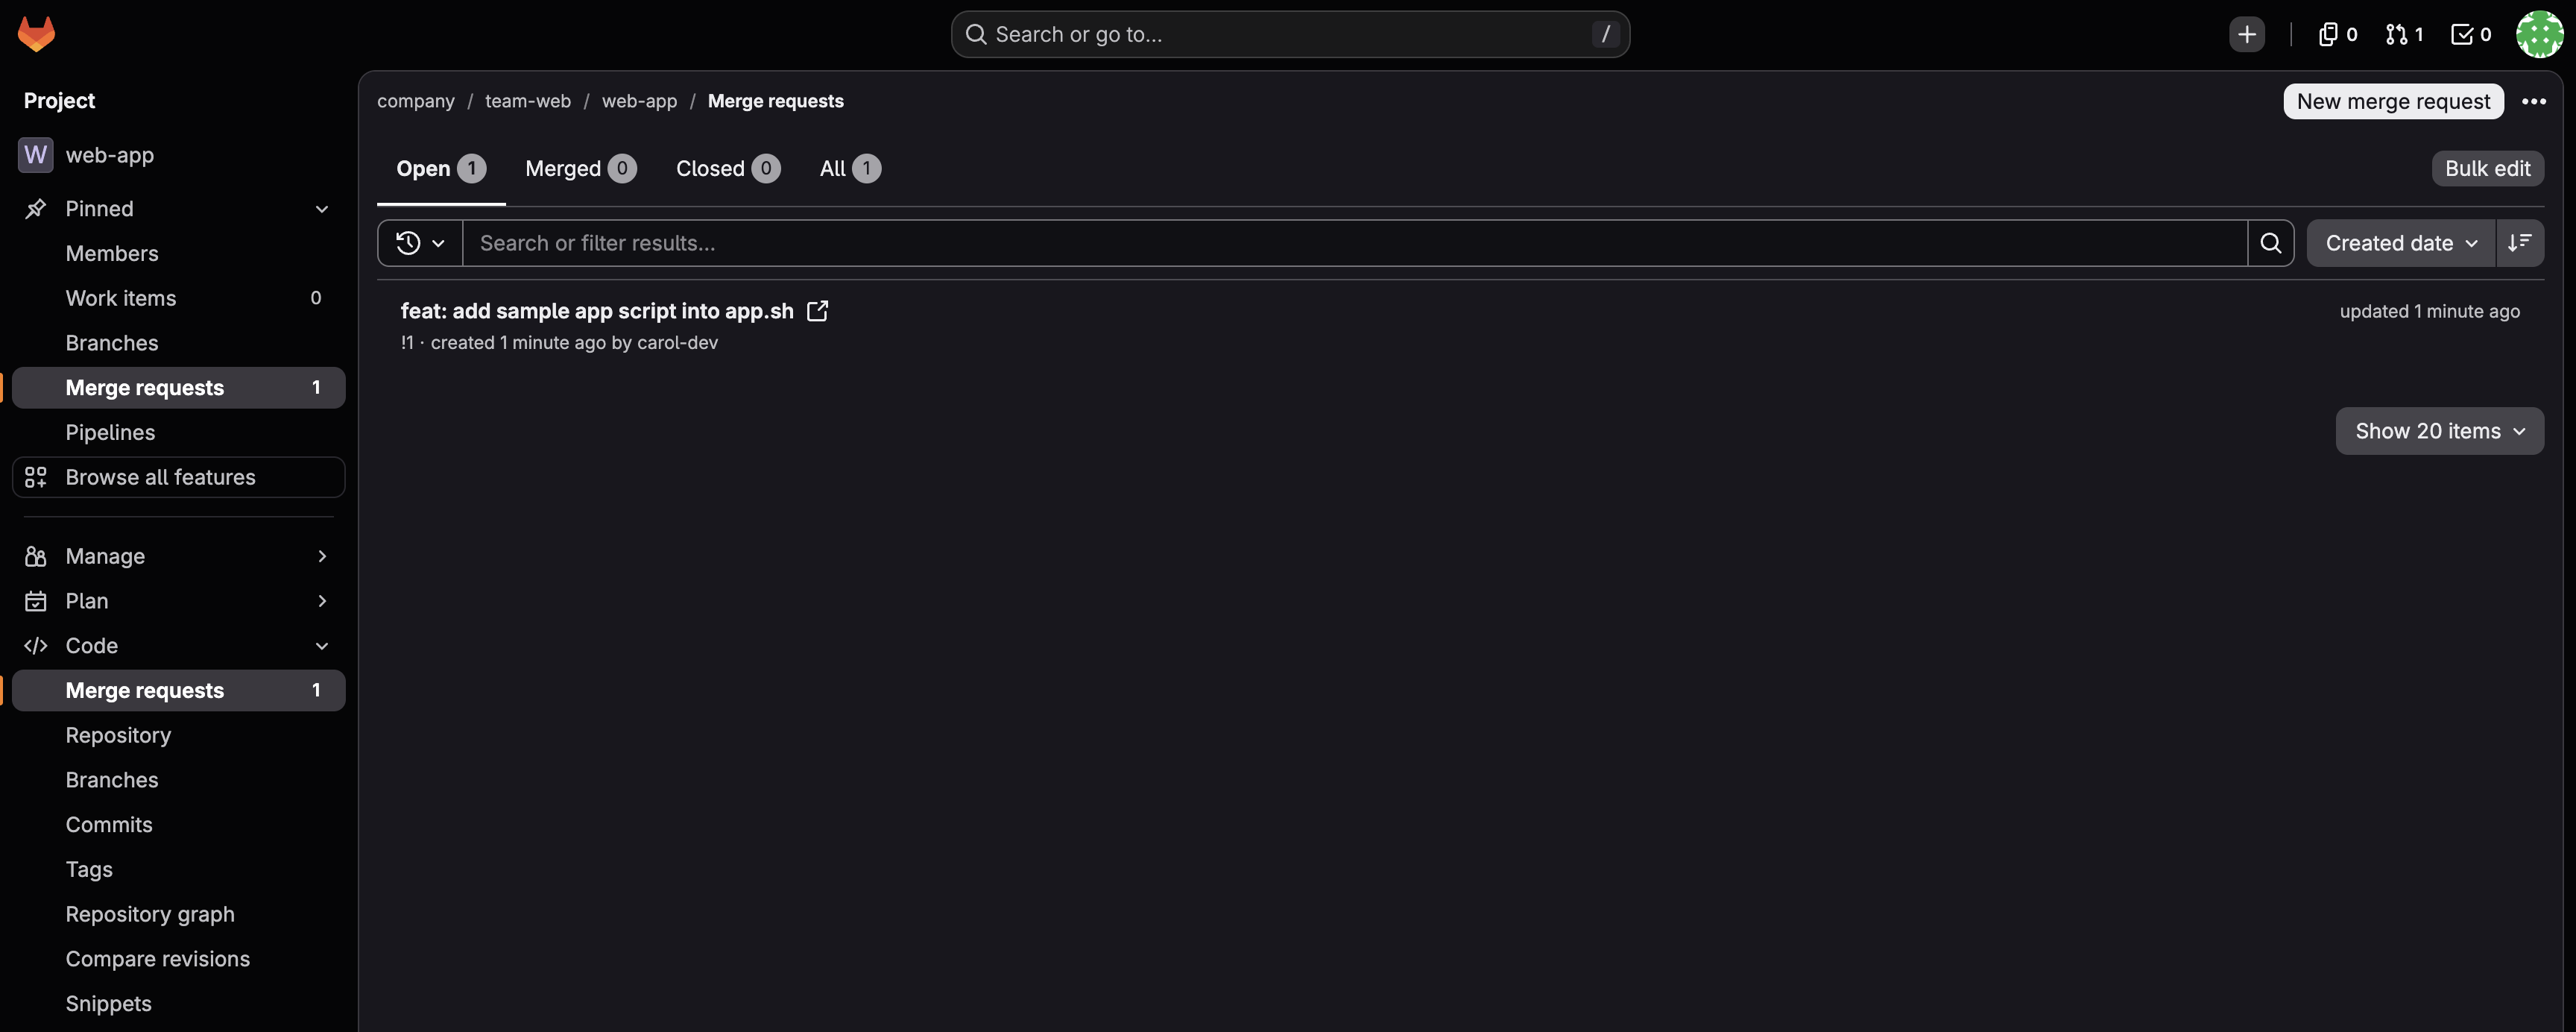 Search or go to... /
0 1 0
Project
W web-app
Pinned
Members
Work items 0
Branches
Merge requests 1
Pipelines
Browse all features
Manage
Plan
Code
Merge requests 1
Repository
Branches
Commits
Tags
Repository graph
Compare revisions
Snippets
company / team-web / web-app / Merge requests
New merge request
Open 1 Merged 0 Closed 0 All 1
Bulk edit
Search or filter results...
Created date
feat: add sample app script into app.sh
updated 1 minute ago
!1 · created 1 minute ago by carol-dev
Show 20 items